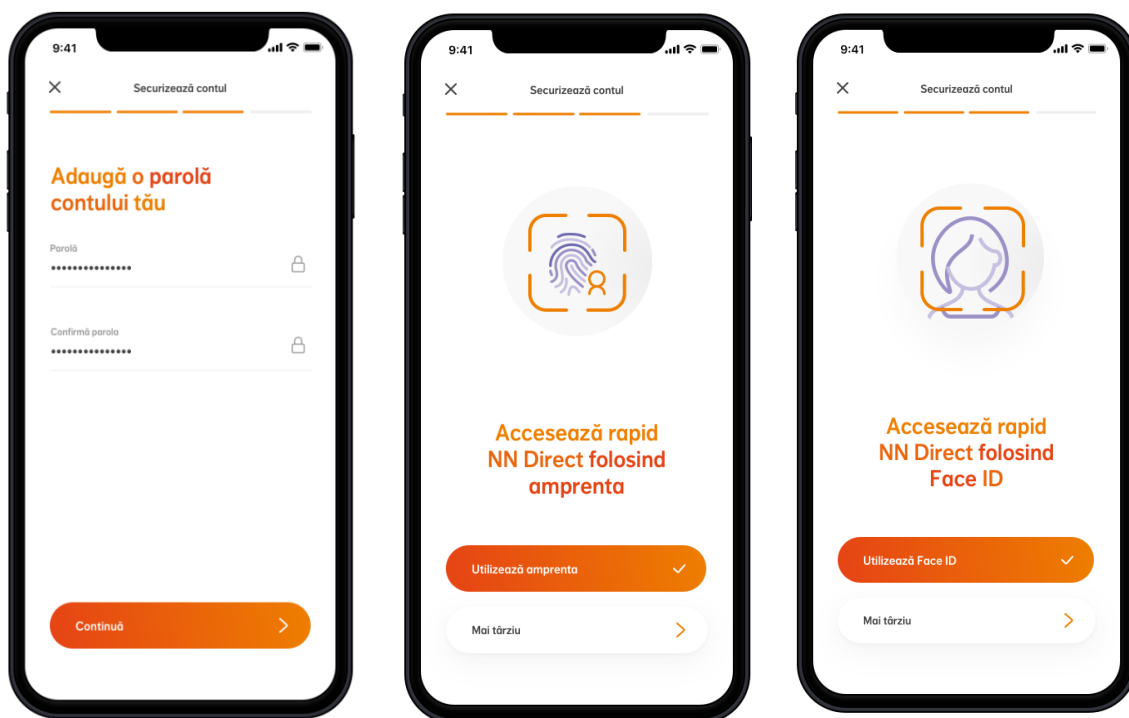 9:41
Securizează contul
Adaugă o parolă
contului tău
Parolă
•••••••••••••••
Confirmă parola
•••••••••••••••
Continuă
9:41
Securizează contul
Accesează rapid
NN Direct folosind
amprenta
Utilizează amprenta
Mai târziu
9:41
Securizează contul
Accesează rapid
NN Direct folosind
Face ID
Utilizează Face ID
Mai târziu